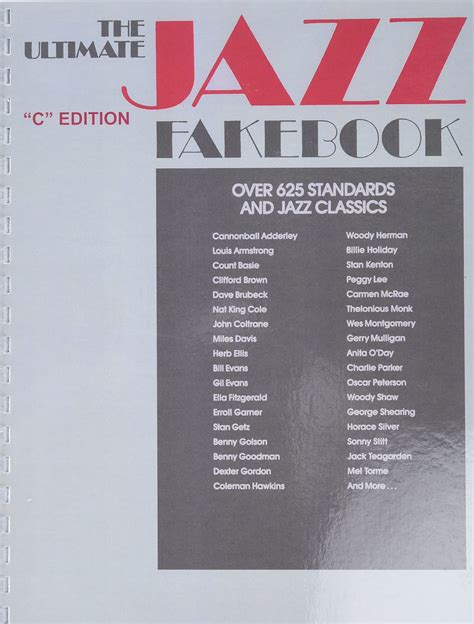 THE
ULTIMATE
JAZZ
"C" EDITION
FAKEBOOK
OVER 625 STANDARDS
AND JAZZ CLASSICS
Cannonball Adderley
Louis Armstrong
Count Basie
Clifford Brown
Dave Brubeck
Nat King Cole
John Coltrane
Miles Davis
Herb Ellis
Bill Evans
Gil Evans
Ella Fitzgerald
Erroll Garner
Stan Getz
Benny Golson
Benny Goodman
Dexter Gordon
Coleman Hawkins
Woody Herman
Billie Holiday
Stan Kenton
Peggy Lee
Carmen McRae
Thelonious Monk
Wes Montgomery
Gerry Mulligan
Anita O'Day
Charlie Parker
Oscar Peterson
Woody Shaw
George Shearing
Horace Silver
Sonny Stitt
Jack Teagarden
Mel Torme
And More . . .